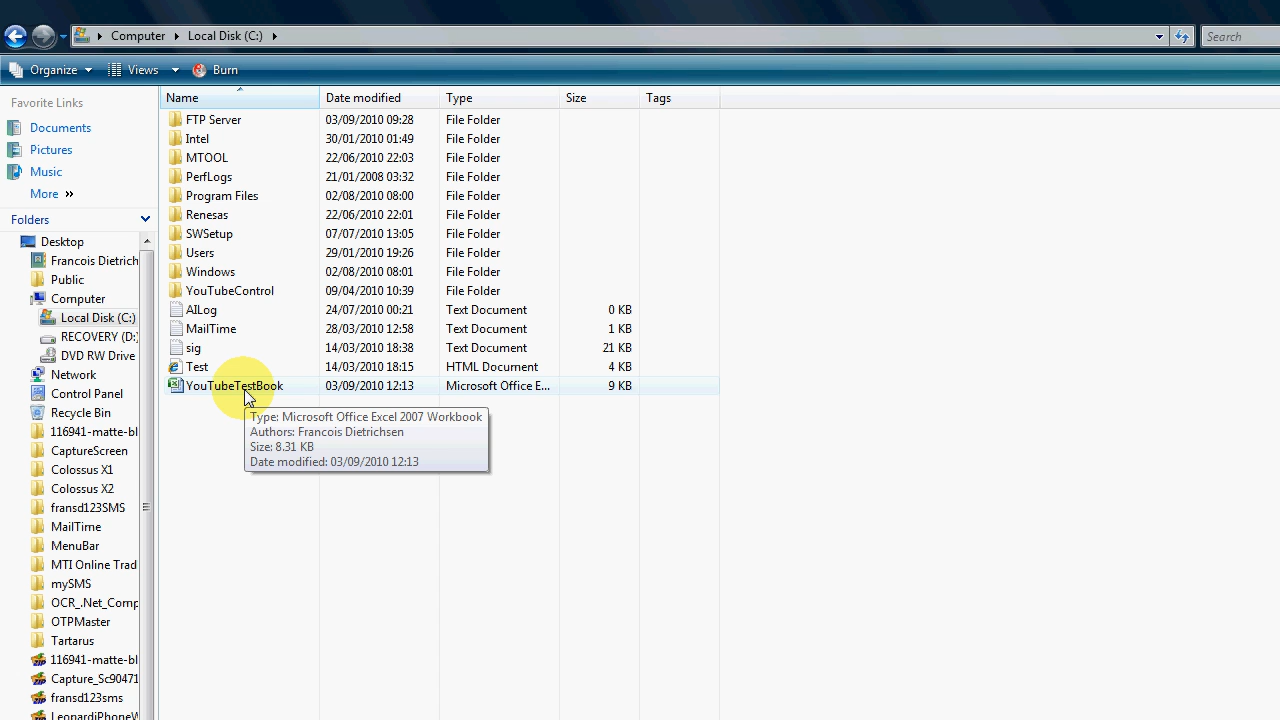 Computer Local Disk (C:) Search
Organize Views Burn
Favorite Links
Documents
Pictures
Music
More »
Folders
Desktop
Francois Dietrich
Public
Computer
Local Disk (C:)
RECOVERY (D:
DVD RW Drive
Network
Control Panel
Recycle Bin
116941-matte-bl
CaptureScreen
Colossus X1
Colossus X2
fransd123SMS
MailTime
MenuBar
MTI Online Trad
mySMS
OCR_.Net_Comp
OTPMaster
Tartarus
116941-matte-bl
Capture_Sc90471
fransd123sms
LeonardiPhoneW
Name Date modified Type Size Tags
FTP Server 03/09/2010 09:28 File Folder
Intel 30/01/2010 01:49 File Folder
MTOOL 22/06/2010 22:03 File Folder
PerfLogs 21/01/2008 03:32 File Folder
Program Files 02/08/2010 08:00 File Folder
Renesas 22/06/2010 22:01 File Folder
SWSetup 07/07/2010 13:05 File Folder
Users 29/01/2010 19:26 File Folder
Windows 02/08/2010 08:01 File Folder
YouTubeControl 09/04/2010 10:39 File Folder
AILog 24/07/2010 00:21 Text Document 0 KB
MailTime 28/03/2010 12:58 Text Document 1 KB
sig 14/03/2010 18:38 Text Document 21 KB
Test 14/03/2010 18:15 HTML Document 4 KB
YouTubeTestBook 03/09/2010 12:13 Microsoft Office E... 9 KB
Type: Microsoft Office Excel 2007 Workbook
Authors: Francois Dietrichsen
Size: 8.31 KB
Date modified: 03/09/2010 12:13